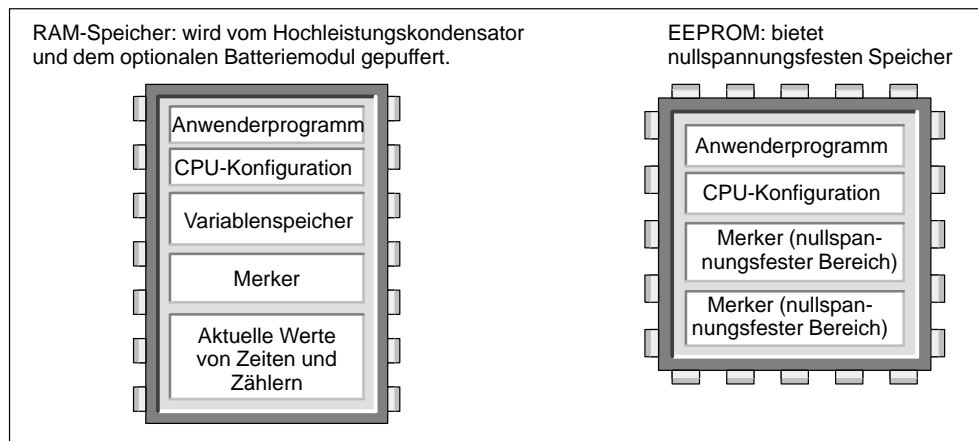 RAM-Speicher: wird vom Hochleistungskondensator
und dem optionalen Batteriemodul gepuffert.
Anwenderprogramm
CPU-Konfiguration
Variablenspeicher
Merker
Aktuelle Werte
von Zeiten und
Zählern
EEPROM: bietet
nullspannungsfesten Speicher
Anwenderprogramm
CPU-Konfiguration
Merker (nullspan-
nungsfester Bereich)
Merker (nullspan-
nungsfester Bereich)